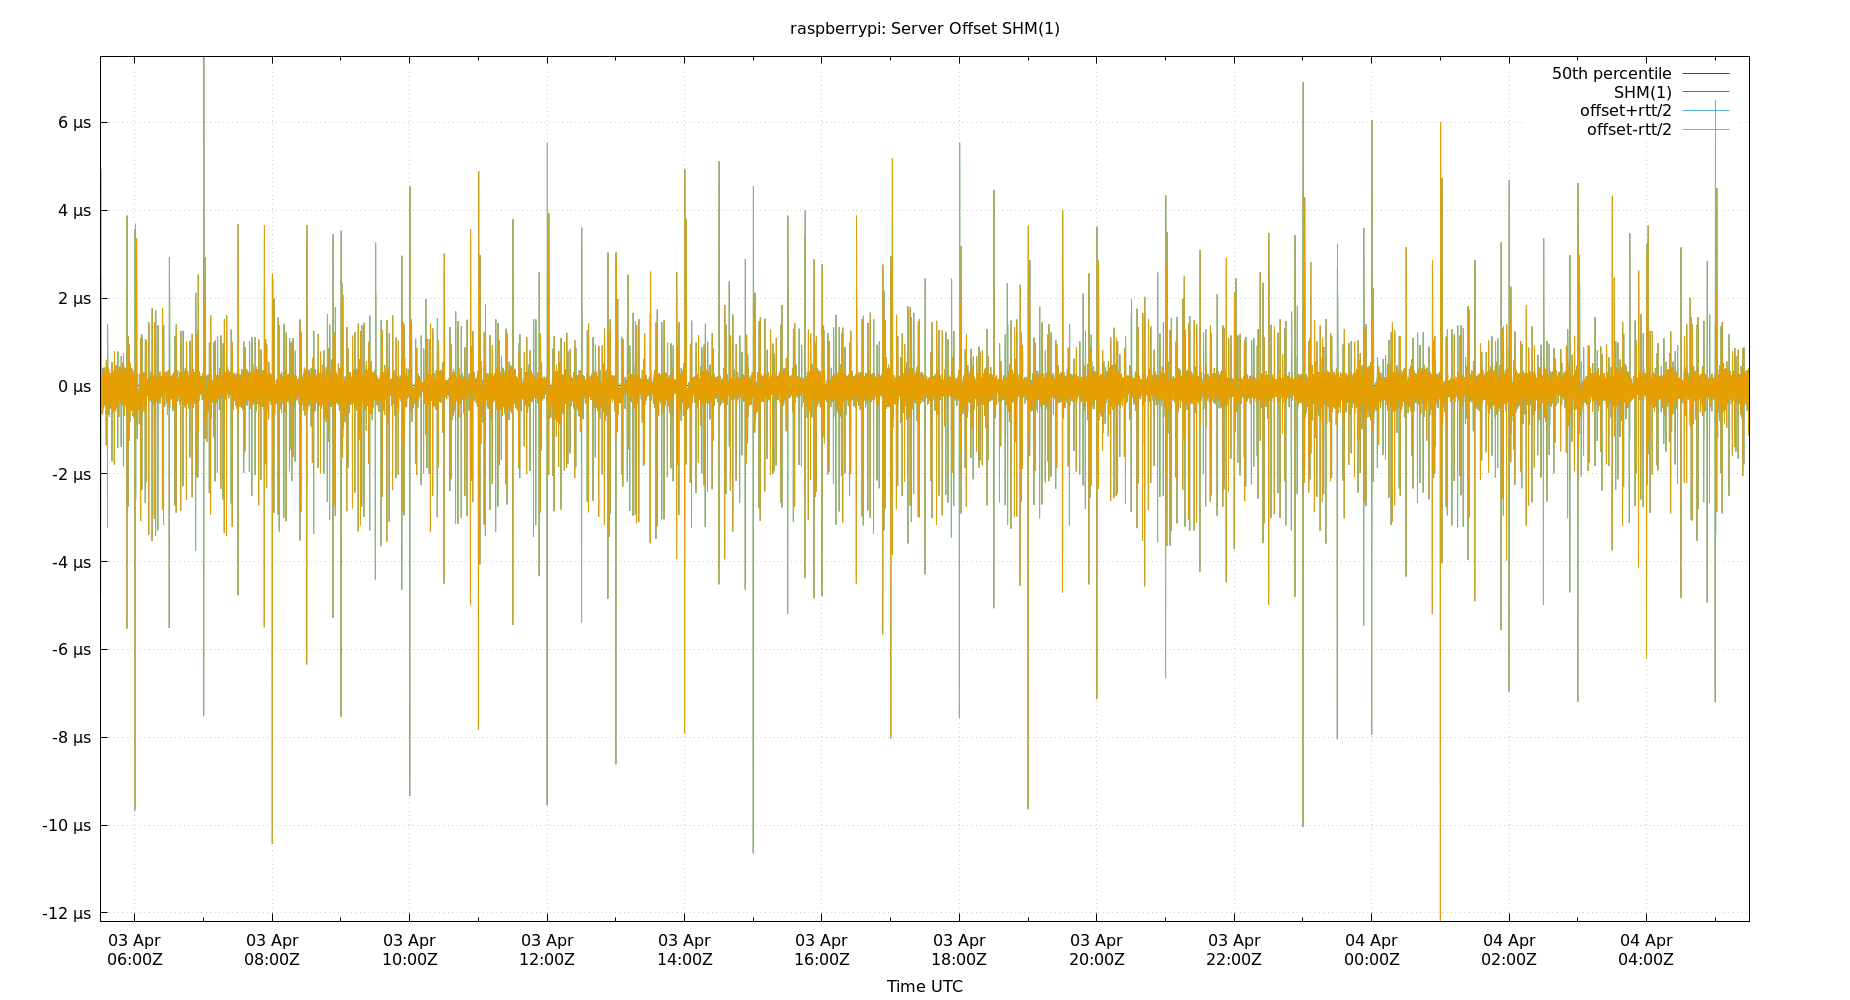 raspberrypi: Server Offset SHM(1)
50th percentile
SHM(1)
offset+rtt/2
offset-rtt/2
6 µs
4 µs
2 µs
0 µs
-2 µs
-4 µs
-6 µs
-8 µs
-10 µs
-12 µs
03 Apr 03 Apr 03 Apr 03 Apr 03 Apr 03 Apr 03 Apr 03 Apr 03 Apr 04 Apr 04 Apr 04 Apr
06:00Z 08:00Z 10:00Z 12:00Z 14:00Z 16:00Z 18:00Z 20:00Z 22:00Z 00:00Z 02:00Z 04:00Z
Time UTC